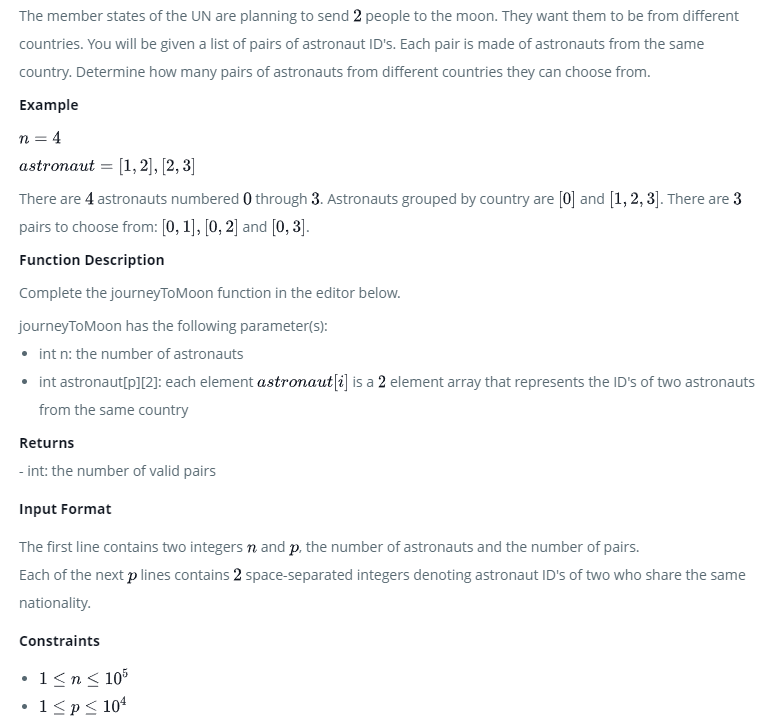 The member states of the UN are planning to send 2 people to the moon. They want them to be from different
countries. You will be given a list of pairs of astronaut ID's. Each pair is made of astronauts from the same
country. Determine how many pairs of astronauts from different countries they can choose from.
Example
n = 4
astronaut = [1, 2], [2, 3]
There are 4 astronauts numbered 0 through 3. Astronauts grouped by country are [0] and [1, 2, 3]. There are 3
pairs to choose from: [0, 1], [0, 2] and [0, 3].
Function Description
Complete the journeyToMoon function in the editor below.
journeyToMoon has the following parameter(s):
• int n: the number of astronauts
• int astronaut[p][2]: each element astronaut[i] is a 2 element array that represents the ID's of two astronauts
from the same country
Returns
- int: the number of valid pairs
Input Format
The first line contains two integers n and p, the number of astronauts and the number of pairs.
Each of the next p lines contains 2 space-separated integers denoting astronaut ID's of two who share the same
nationality.
Constraints
• 1 ≤ n ≤ 10⁵
• 1 ≤ p ≤ 10⁴